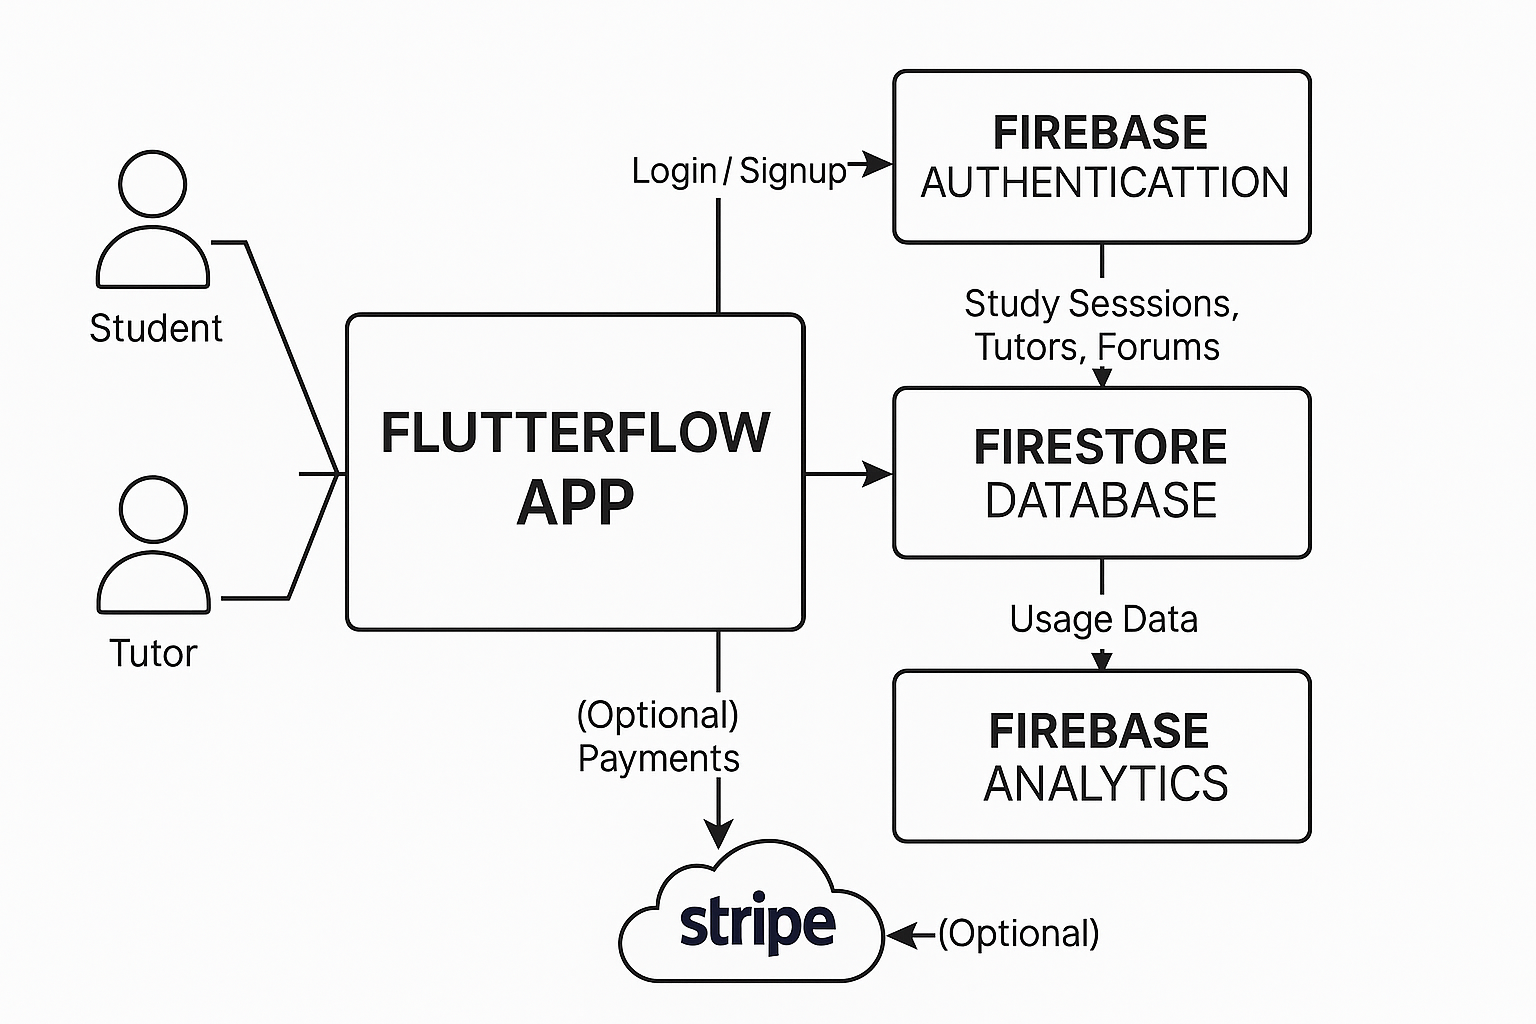 Login / Signup
FIREBASE
AUTHENTICATTION
Student
Study Sesssions,
Tutors, Forums
FLUTTERFLOW
APP
FIRESTORE
DATABASE
Tutor
Usage Data
(Optional)
Payments
FIREBASE
ANALYTICS
stripe
(Optional)